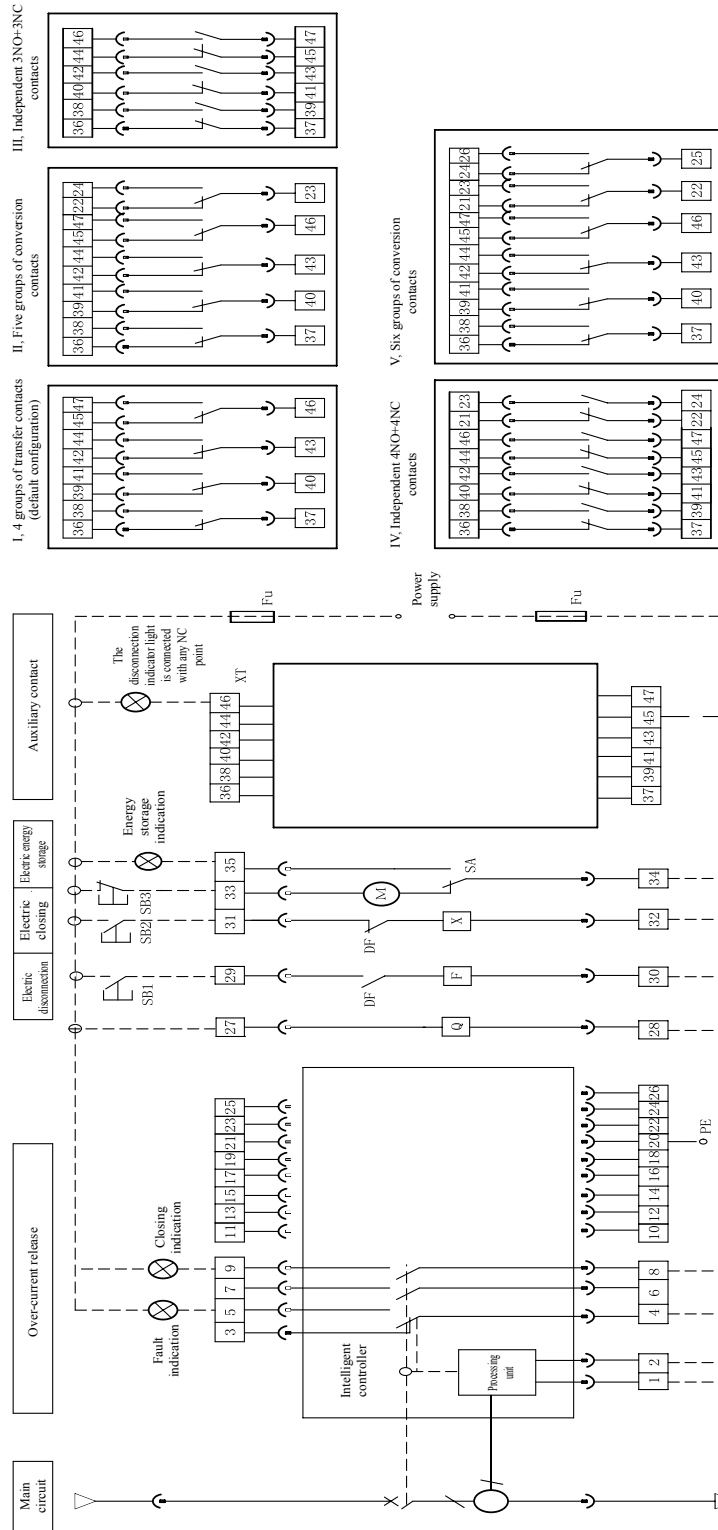 Main
circuit
Over-current release
Electric
disconnection
Electric
closing
Electric energy
storage
Auxiliary contact
Fault
indication
Closing
indication
SB1
SB2
SB3
Energy
storage
indication
The
disconnection
indicator light
is connected
with any NC
point
Fu
3 5 7 9 11 13 15 17 19 21 23 25 27 29 31 33 35 36 38 40 42 44 46
XT
Power
supply
Intelligent
controller
Processing
unit
Q
DF
F
DF
X
M
SA
1 2 4 6 8 10 12 14 16 18 20 22 24 26 28 30 32 34 37 39 41 43 45 47
PE
Fu
I, 4 groups of transfer contacts
(default configuration)
36 38 39 41 42 44 45 47
37 40 43 46
II, Five groups of conversion
contacts
36 38 39 41 42 44 45 47 22 24
37 40 43 46 23
III, Independent 3NO+3NC
contacts
36 38 40 42 44 46
37 39 41 43 45 47
IV, Independent 4NO+4NC
contacts
36 38 40 42 44 46 21 23
37 39 41 43 45 47 22 24
V, Six groups of conversion
contacts
36 38 39 41 42 44 45 47 21 23 24 26
37 40 43 46 22 25